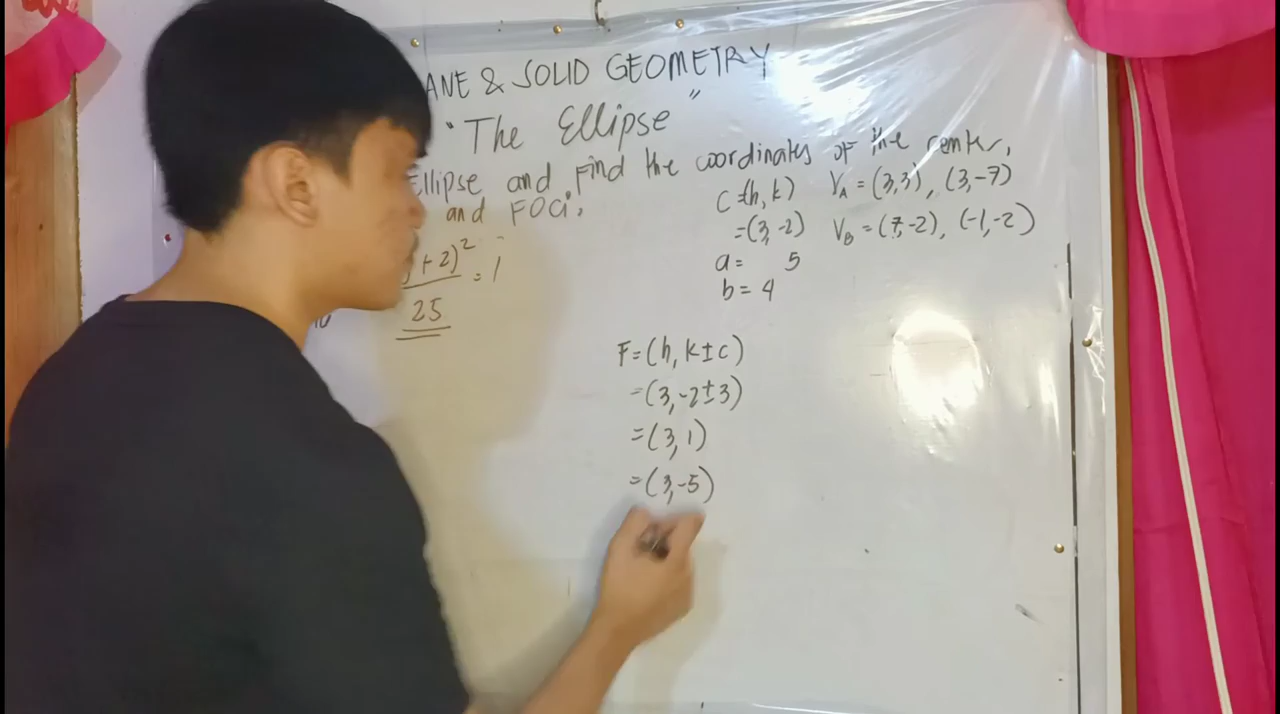 ANE & SOLID GEOMETRY
"The Ellipse"
Ellipse and Find the coordinates of the center,
and FOCi.
C=(h, k)
=(3, -2)
a= 5
b= 4
VA = (3,3), (3,-7)
VB = (7,-2), (-1,-2)
+ 2)² = 1
25
F=(h, k±c)
=(3,-2±3)
=(3, 1)
=(3,-5)